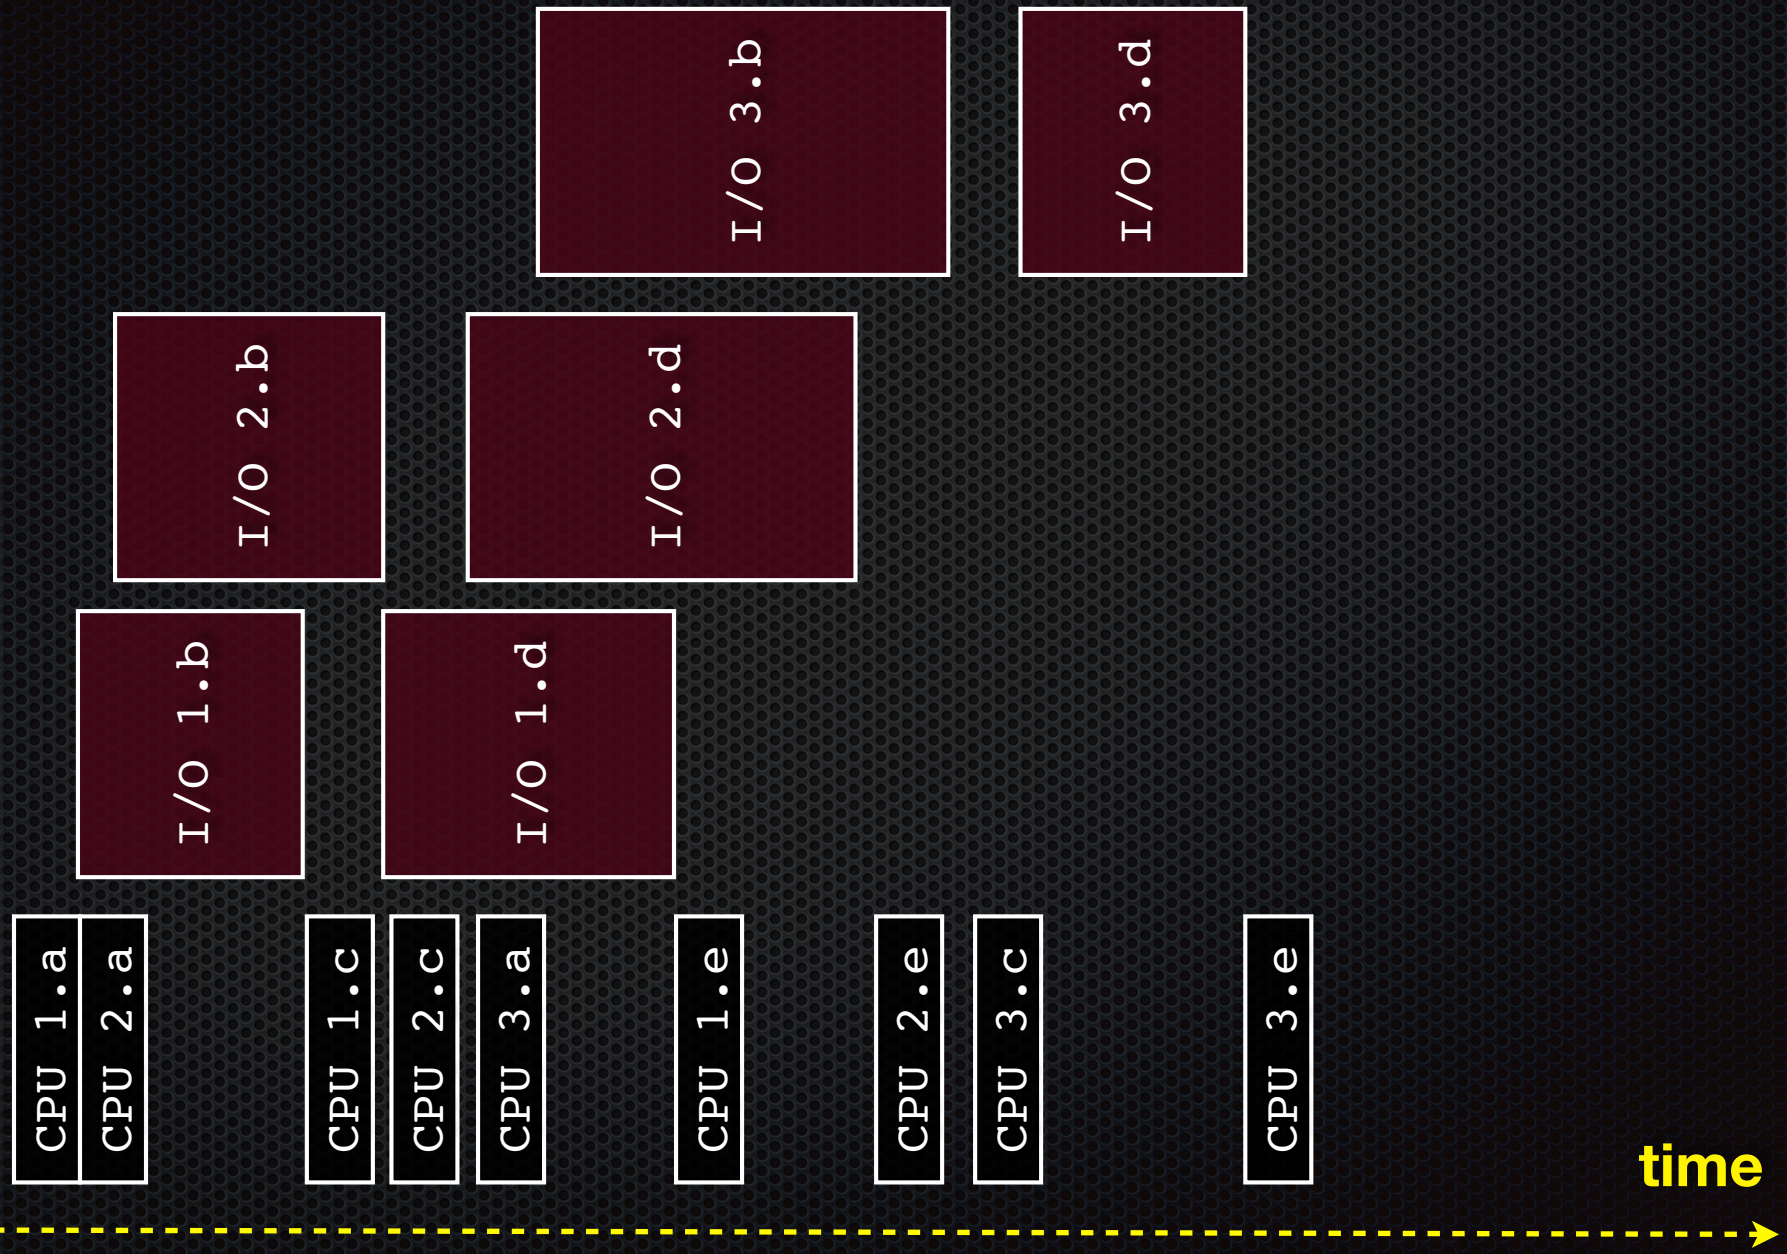 I/O 3.b
I/O 3.d
I/O 2.b
I/O 2.d
I/O 1.b
I/O 1.d
CPU 1.a
CPU 2.a
CPU 1.c
CPU 2.c
CPU 3.a
CPU 1.e
CPU 2.e
CPU 3.c
CPU 3.e
time